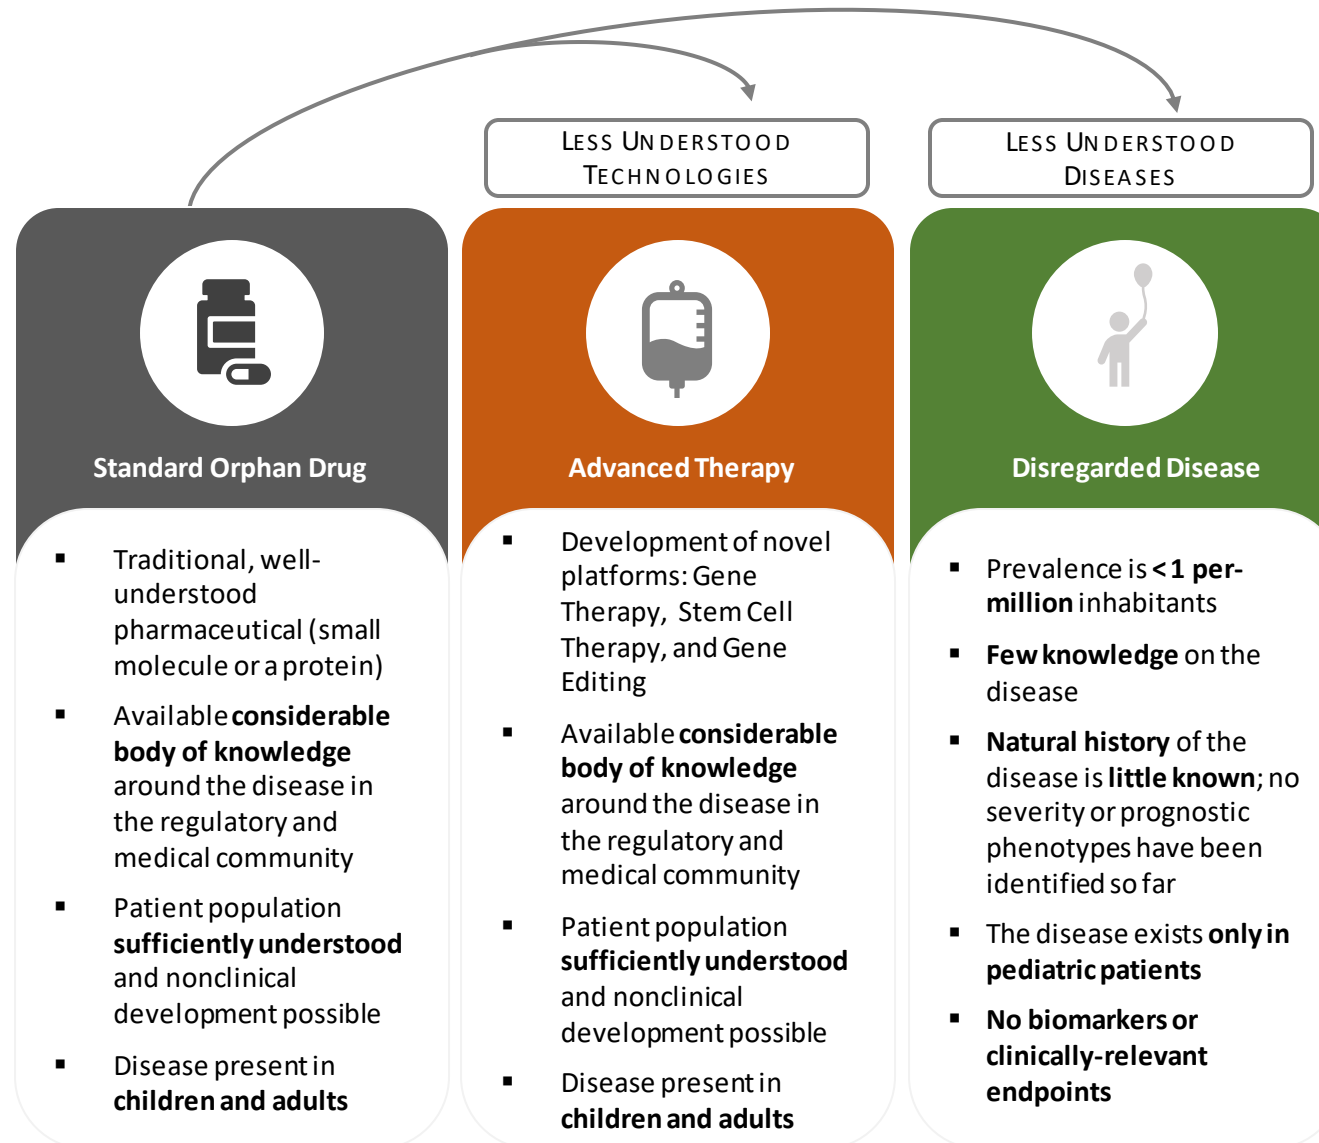 LESS UNDERSTOOD
TECHNOLOGIES
LESS UNDERSTOOD
DISEASES
Standard Orphan Drug
▪ Traditional, well-
understood
pharmaceutical (small
molecule or a protein)
▪ Available considerable
body of knowledge
around the disease in
the regulatory and
medical community
▪ Patient population
sufficiently understood
and nonclinical
development possible
▪ Disease present in
children and adults
Advanced Therapy
▪ Development of novel
platforms: Gene
Therapy, Stem Cell
Therapy, and Gene
Editing
▪ Available considerable
body of knowledge
around the disease in
the regulatory and
medical community
▪ Patient population
sufficiently understood
and nonclinical
development possible
▪ Disease present in
children and adults
Disregarded Disease
▪ Prevalence is <1 per-
million inhabitants
▪ Few knowledge on the
disease
▪ Natural history of the
disease is little known; no
severity or prognostic
phenotypes have been
identified so far
▪ The disease exists only in
pediatric patients
▪ No biomarkers or
clinically-relevant
endpoints